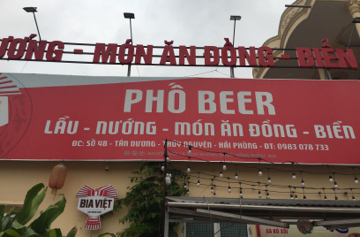 ƯỚNG - MÓN ĂN ĐỒNG - BIỂN
PHỐ BEER
LẨU - NƯỚNG - MÓN ĂN ĐỒNG - BIỂN
ĐC: SỐ 48 - TÂN DƯƠNG - THỦY NGUYÊN - HẢI PHÒNG - ĐT: 0983 078 733
BIA VIỆT